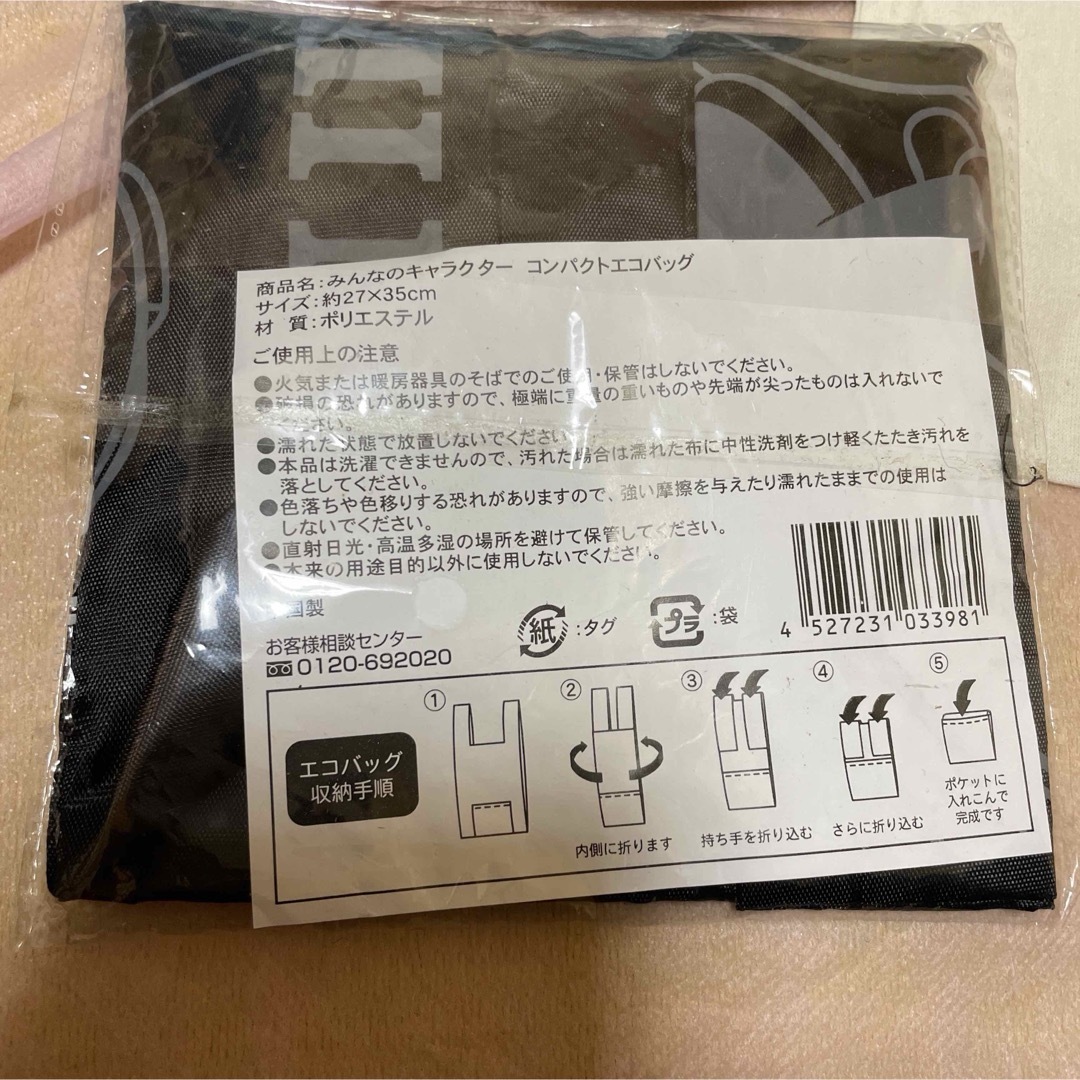 商品名:みんなのキャラクター コンパクトエコバッグ
サイズ:約27×35cm
材 質:ポリエステル
ご使用上の注意
●火気または暖房器具のそばでのご使用・保管はしないでください。
●破損の恐れがありますので、極端に重量の重いものや先端が尖ったものは入れないで
ください。
●濡れた状態で放置しないでください。
●本品は洗濯できませんので、汚れた場合は濡れた布に中性洗剤をつけ軽くたたき汚れを
落としてください。
●色落ちや色移りする恐れがありますので、強い摩擦を与えたり濡れたままでの使用は
しないでください。
●直射日光・高温多湿の場所を避けて保管してください。
●本来の用途目的以外に使用しないでください。
国製
紙:タグ
プラ:袋
4 527231 033981
お客様相談センター
0120-692020
エコバッグ
収納手順
①
②
内側に折ります
③
持ち手を折り込む
④
さらに折り込む
⑤
ポケットに
入れこんで
完成です